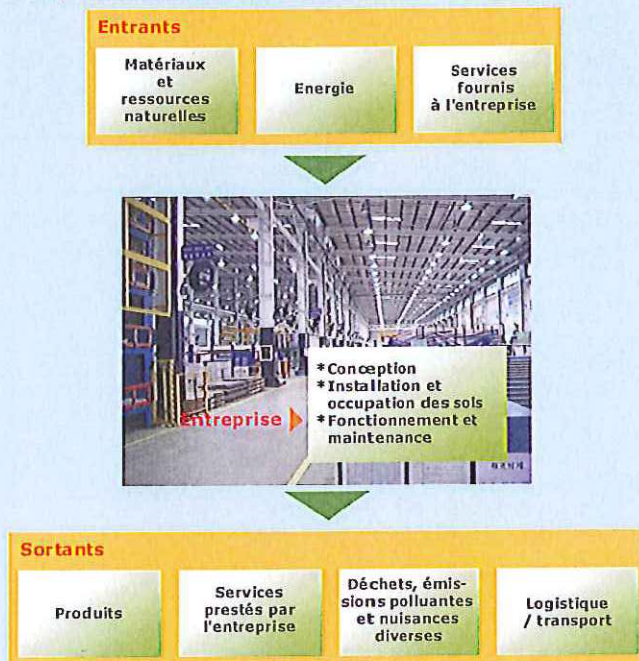 Entrants
Matériaux
et
ressources
naturelles
Energie
Services
fournis
à l'entreprise
Entreprise
*Conception
*Installation et
occupation des sols
*Fonctionnement et
maintenance
Sortants
Produits
Services
prestés par
l'entreprise
Déchets, émis-
sions polluantes
et nuisances
diverses
Logistique
/ transport